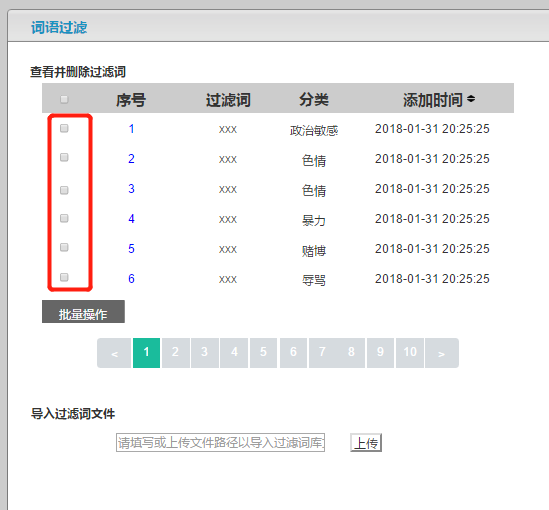 词语过滤
查看并删除过滤词
序号 过滤词 分类 添加时间
1 xxx 政治敏感 2018-01-31 20:25:25
2 xxx 色情 2018-01-31 20:25:25
3 xxx 色情 2018-01-31 20:25:25
4 xxx 暴力 2018-01-31 20:25:25
5 xxx 赌博 2018-01-31 20:25:25
6 xxx 辱骂 2018-01-31 20:25:25
批量操作
< 1 2 3 4 5 6 7 8 9 10 >
导入过滤词文件
请填写或上传文件路径以导入过滤词库 上传